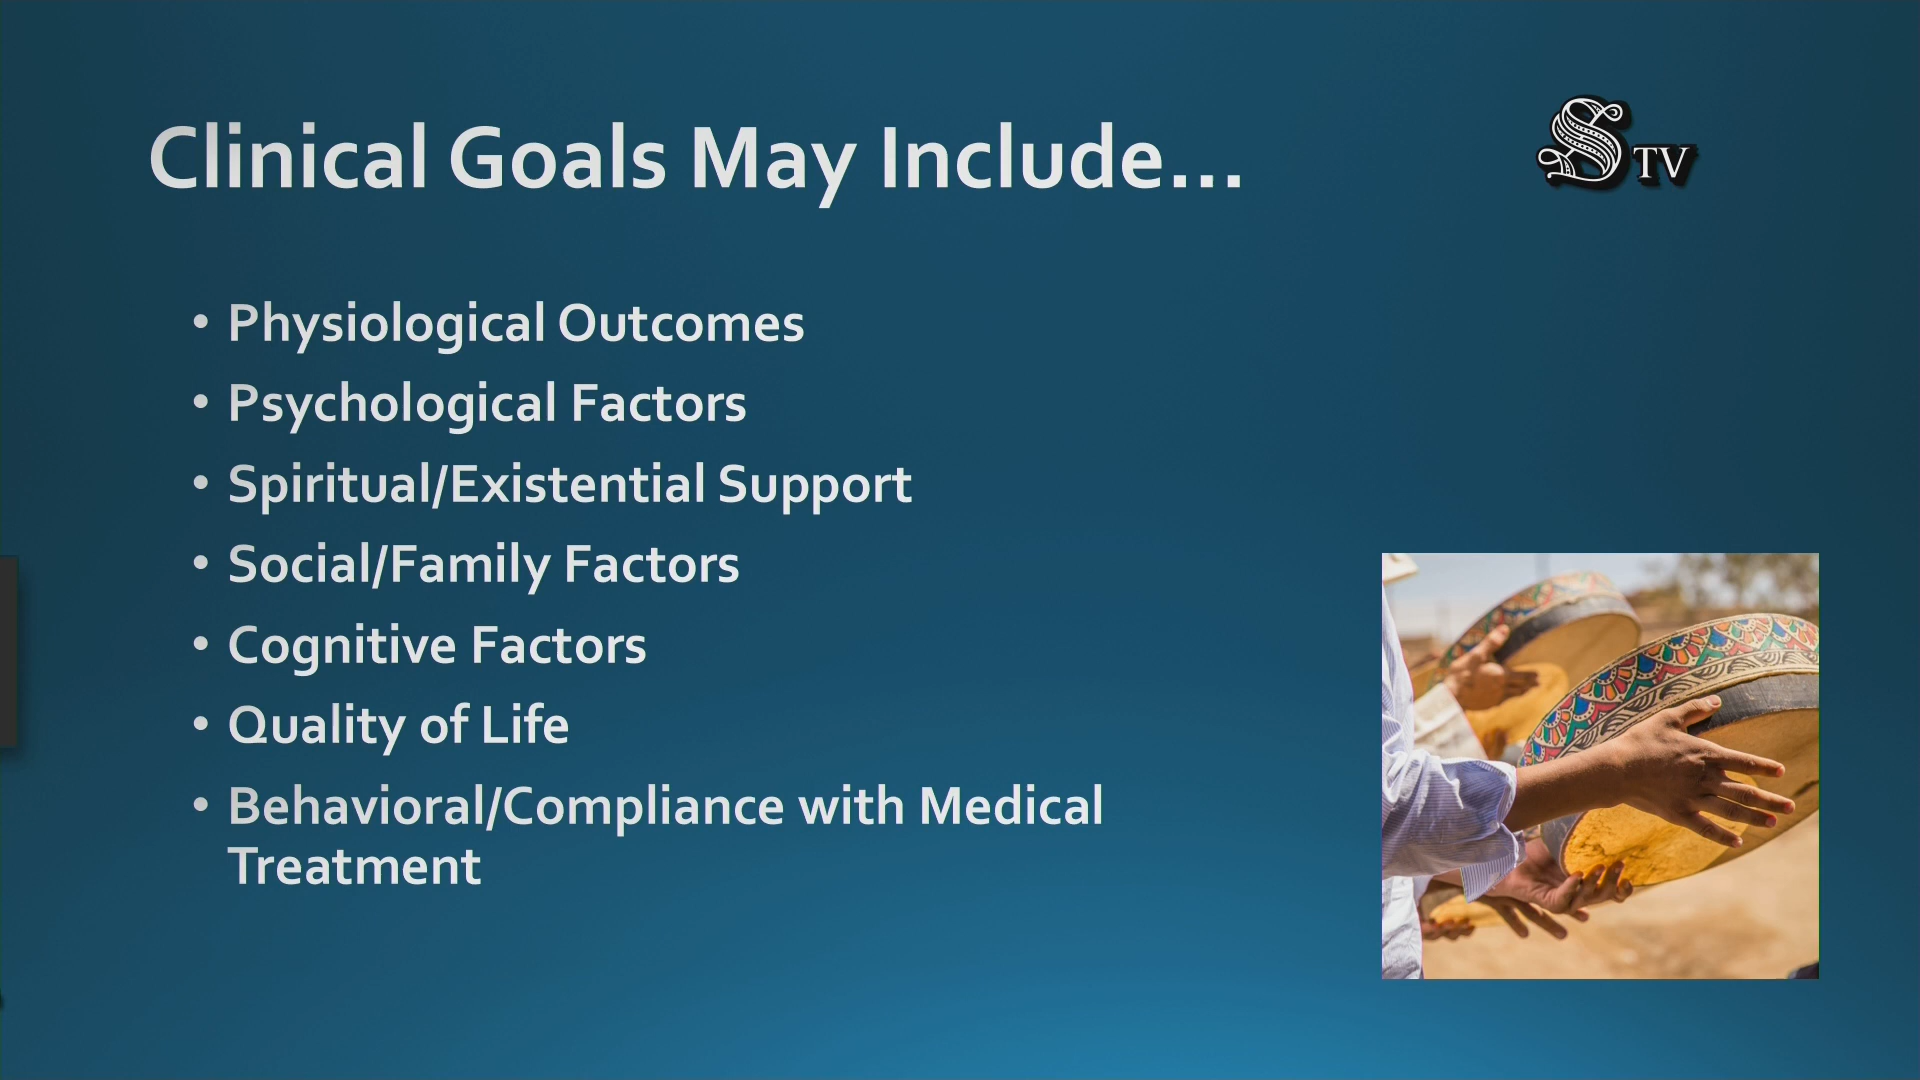 Clinical Goals May Include...
S TV
• Physiological Outcomes
• Psychological Factors
• Spiritual/Existential Support
• Social/Family Factors
• Cognitive Factors
• Quality of Life
• Behavioral/Compliance with Medical
Treatment